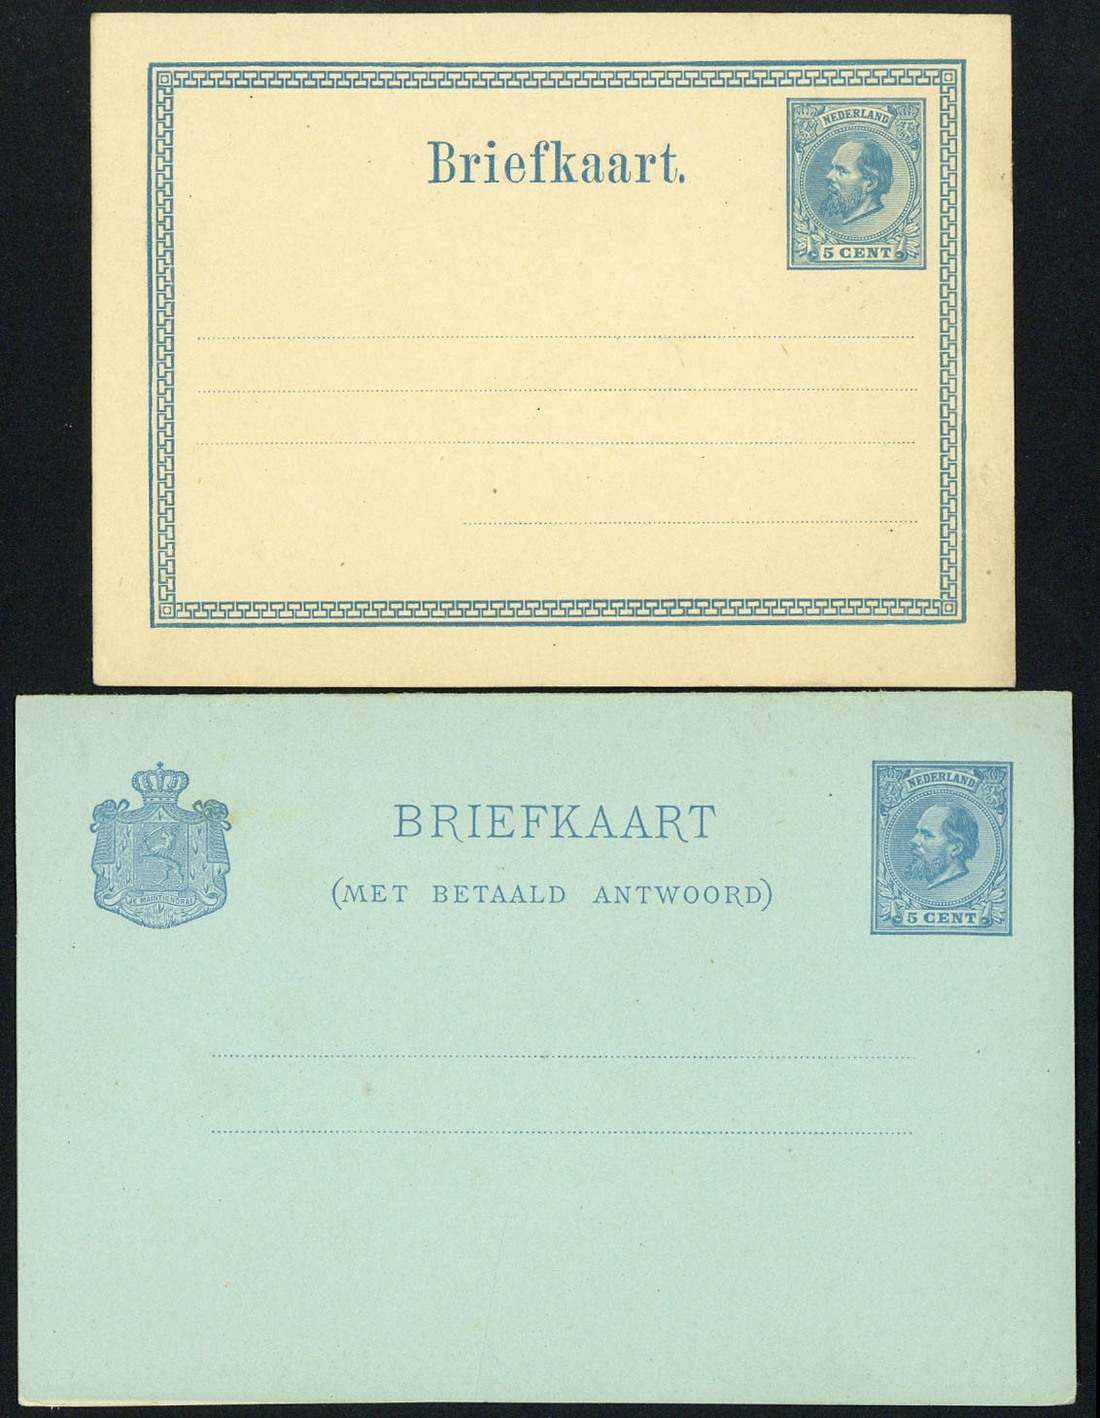 NEDERLAND
Briefkaart.
5 CENT
NEDERLAND
BRIEFKAART
(MET BETAALD ANTWOORD)
JE MAINTIENDRAI
5 CENT